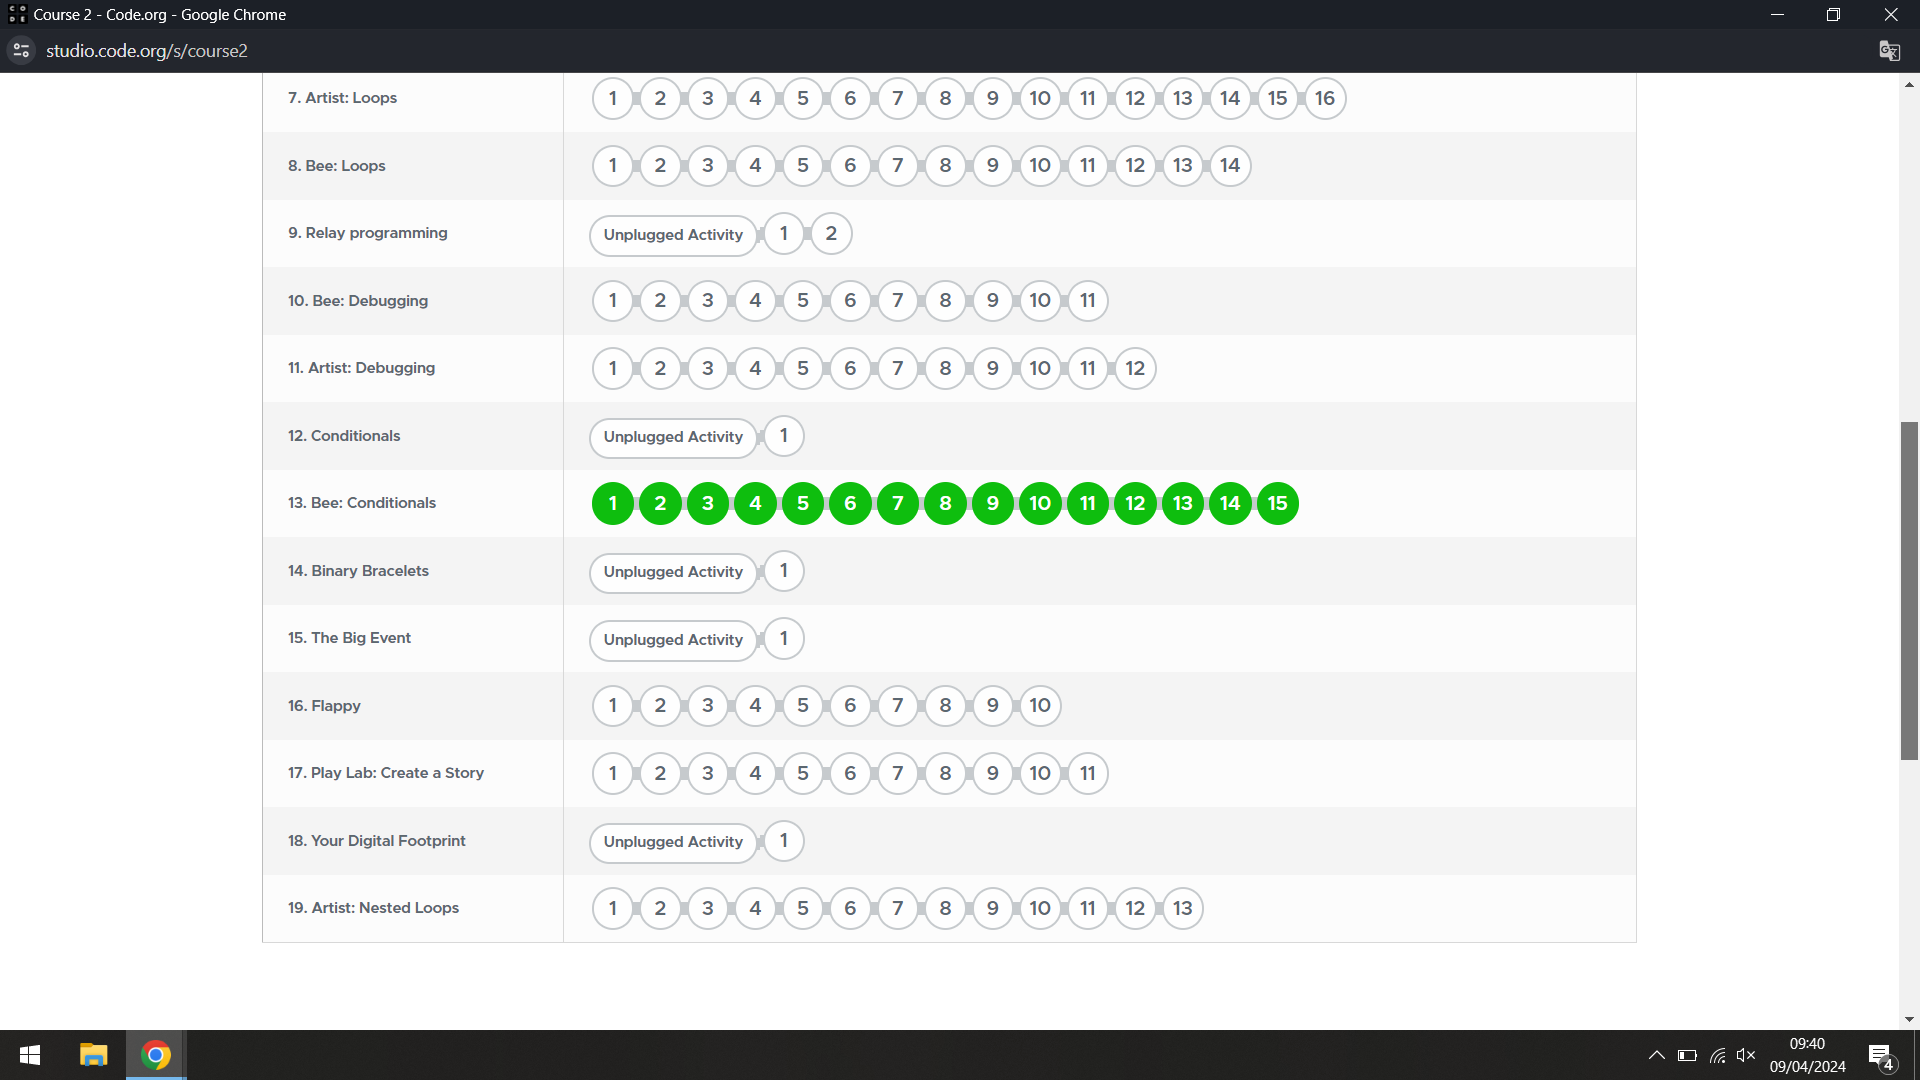 Course 2 - Code.org - Google Chrome
studio.code.org/s/course2
7. Artist: Loops 1 2 3 4 5 6 7 8 9 10 11 12 13 14 15 16
8. Bee: Loops 1 2 3 4 5 6 7 8 9 10 11 12 13 14
9. Relay programming Unplugged Activity 1 2
10. Bee: Debugging 1 2 3 4 5 6 7 8 9 10 11
11. Artist: Debugging 1 2 3 4 5 6 7 8 9 10 11 12
12. Conditionals Unplugged Activity 1
13. Bee: Conditionals 1 2 3 4 5 6 7 8 9 10 11 12 13 14 15
14. Binary Bracelets Unplugged Activity 1
15. The Big Event Unplugged Activity 1
16. Flappy 1 2 3 4 5 6 7 8 9 10
17. Play Lab: Create a Story 1 2 3 4 5 6 7 8 9 10 11
18. Your Digital Footprint Unplugged Activity 1
19. Artist: Nested Loops 1 2 3 4 5 6 7 8 9 10 11 12 13
09:40
09/04/2024
4